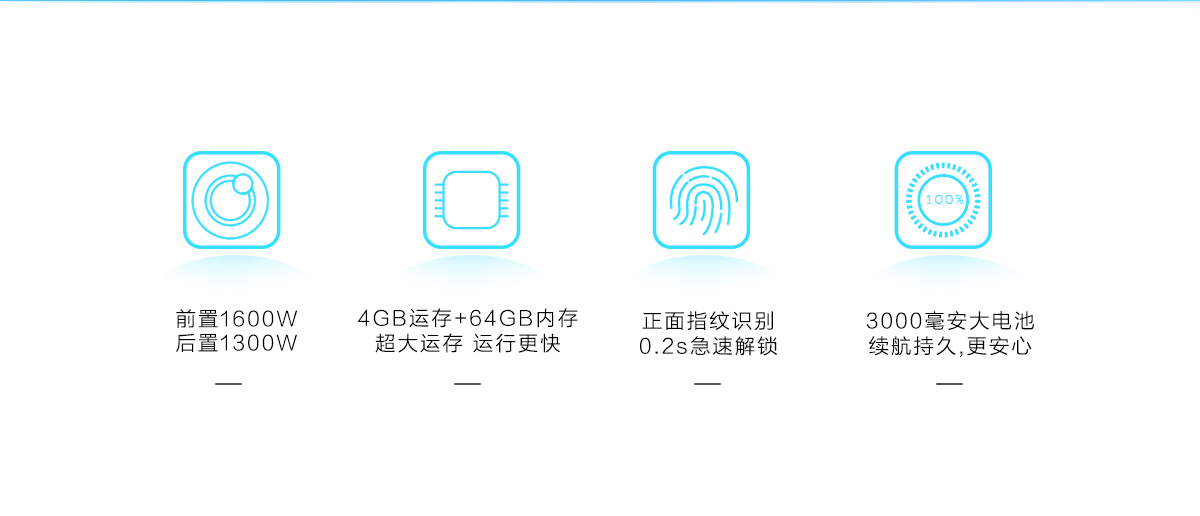 100%
前置1600W
后置1300W
4GB运存+64GB内存
超大运存 运行更快
正面指纹识别
0.2s急速解锁
3000毫安大电池
续航持久,更安心